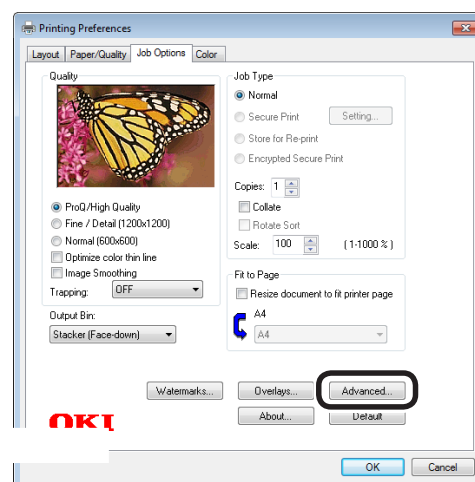 Printing Preferences
Layout Paper/Quality Job Options Color
Quality
ProQ/High Quality
Fine / Detail (1200x1200)
Normal (600x600)
Optimize color thin line
Image Smoothing
Trapping: OFF
Output Bin:
Stacker (Face-down)
Job Type
Normal
Secure Print Setting...
Store for Re-print
Encrypted Secure Print
Copies: 1
Collate
Rotate Sort
Scale: 100 (1-1000 %)
Fit to Page
Resize document to fit printer page
A4
A4
Watermarks... Overlays... Advanced...
About... Default
OKI
OK Cancel